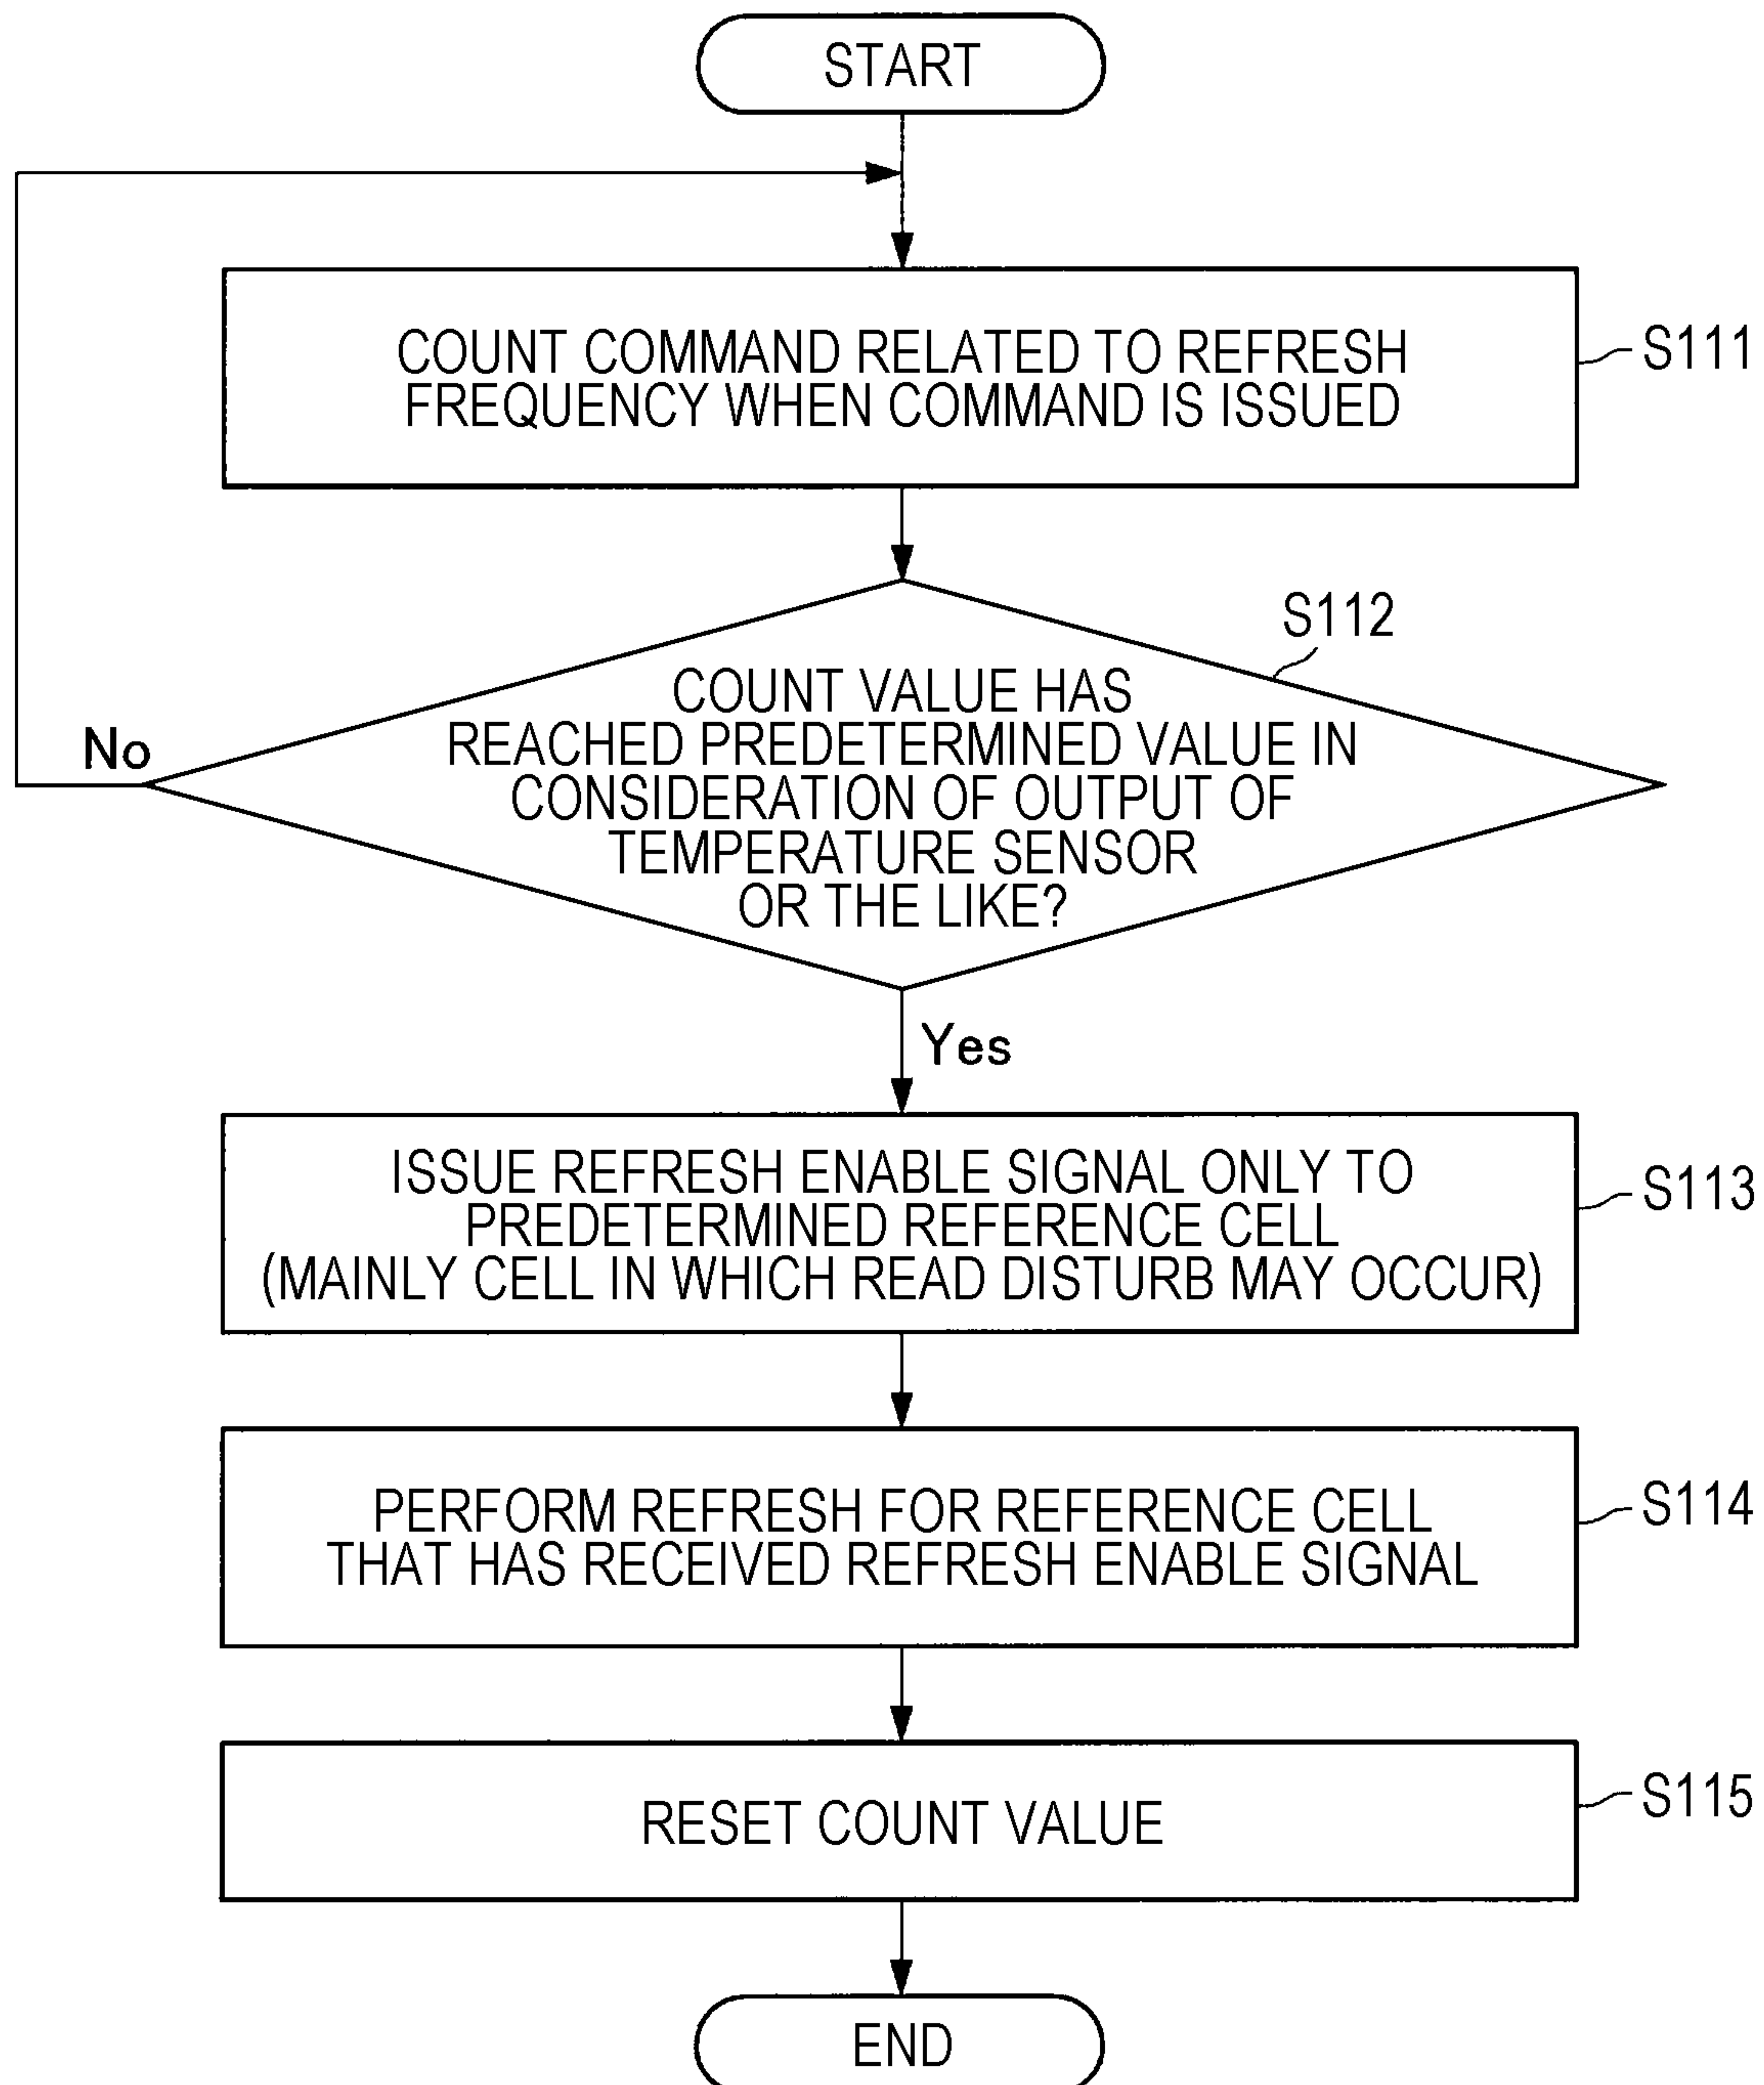 START
COUNT COMMAND RELATED TO REFRESH
FREQUENCY WHEN COMMAND IS ISSUED
S111
S112
COUNT VALUE HAS
REACHED PREDETERMINED VALUE IN
CONSIDERATION OF OUTPUT OF
TEMPERATURE SENSOR
OR THE LIKE?
No
Yes
ISSUE REFRESH ENABLE SIGNAL ONLY TO
PREDETERMINED REFERENCE CELL
(MAINLY CELL IN WHICH READ DISTURB MAY OCCUR)
S113
PERFORM REFRESH FOR REFERENCE CELL
THAT HAS RECEIVED REFRESH ENABLE SIGNAL
S114
RESET COUNT VALUE
S115
END